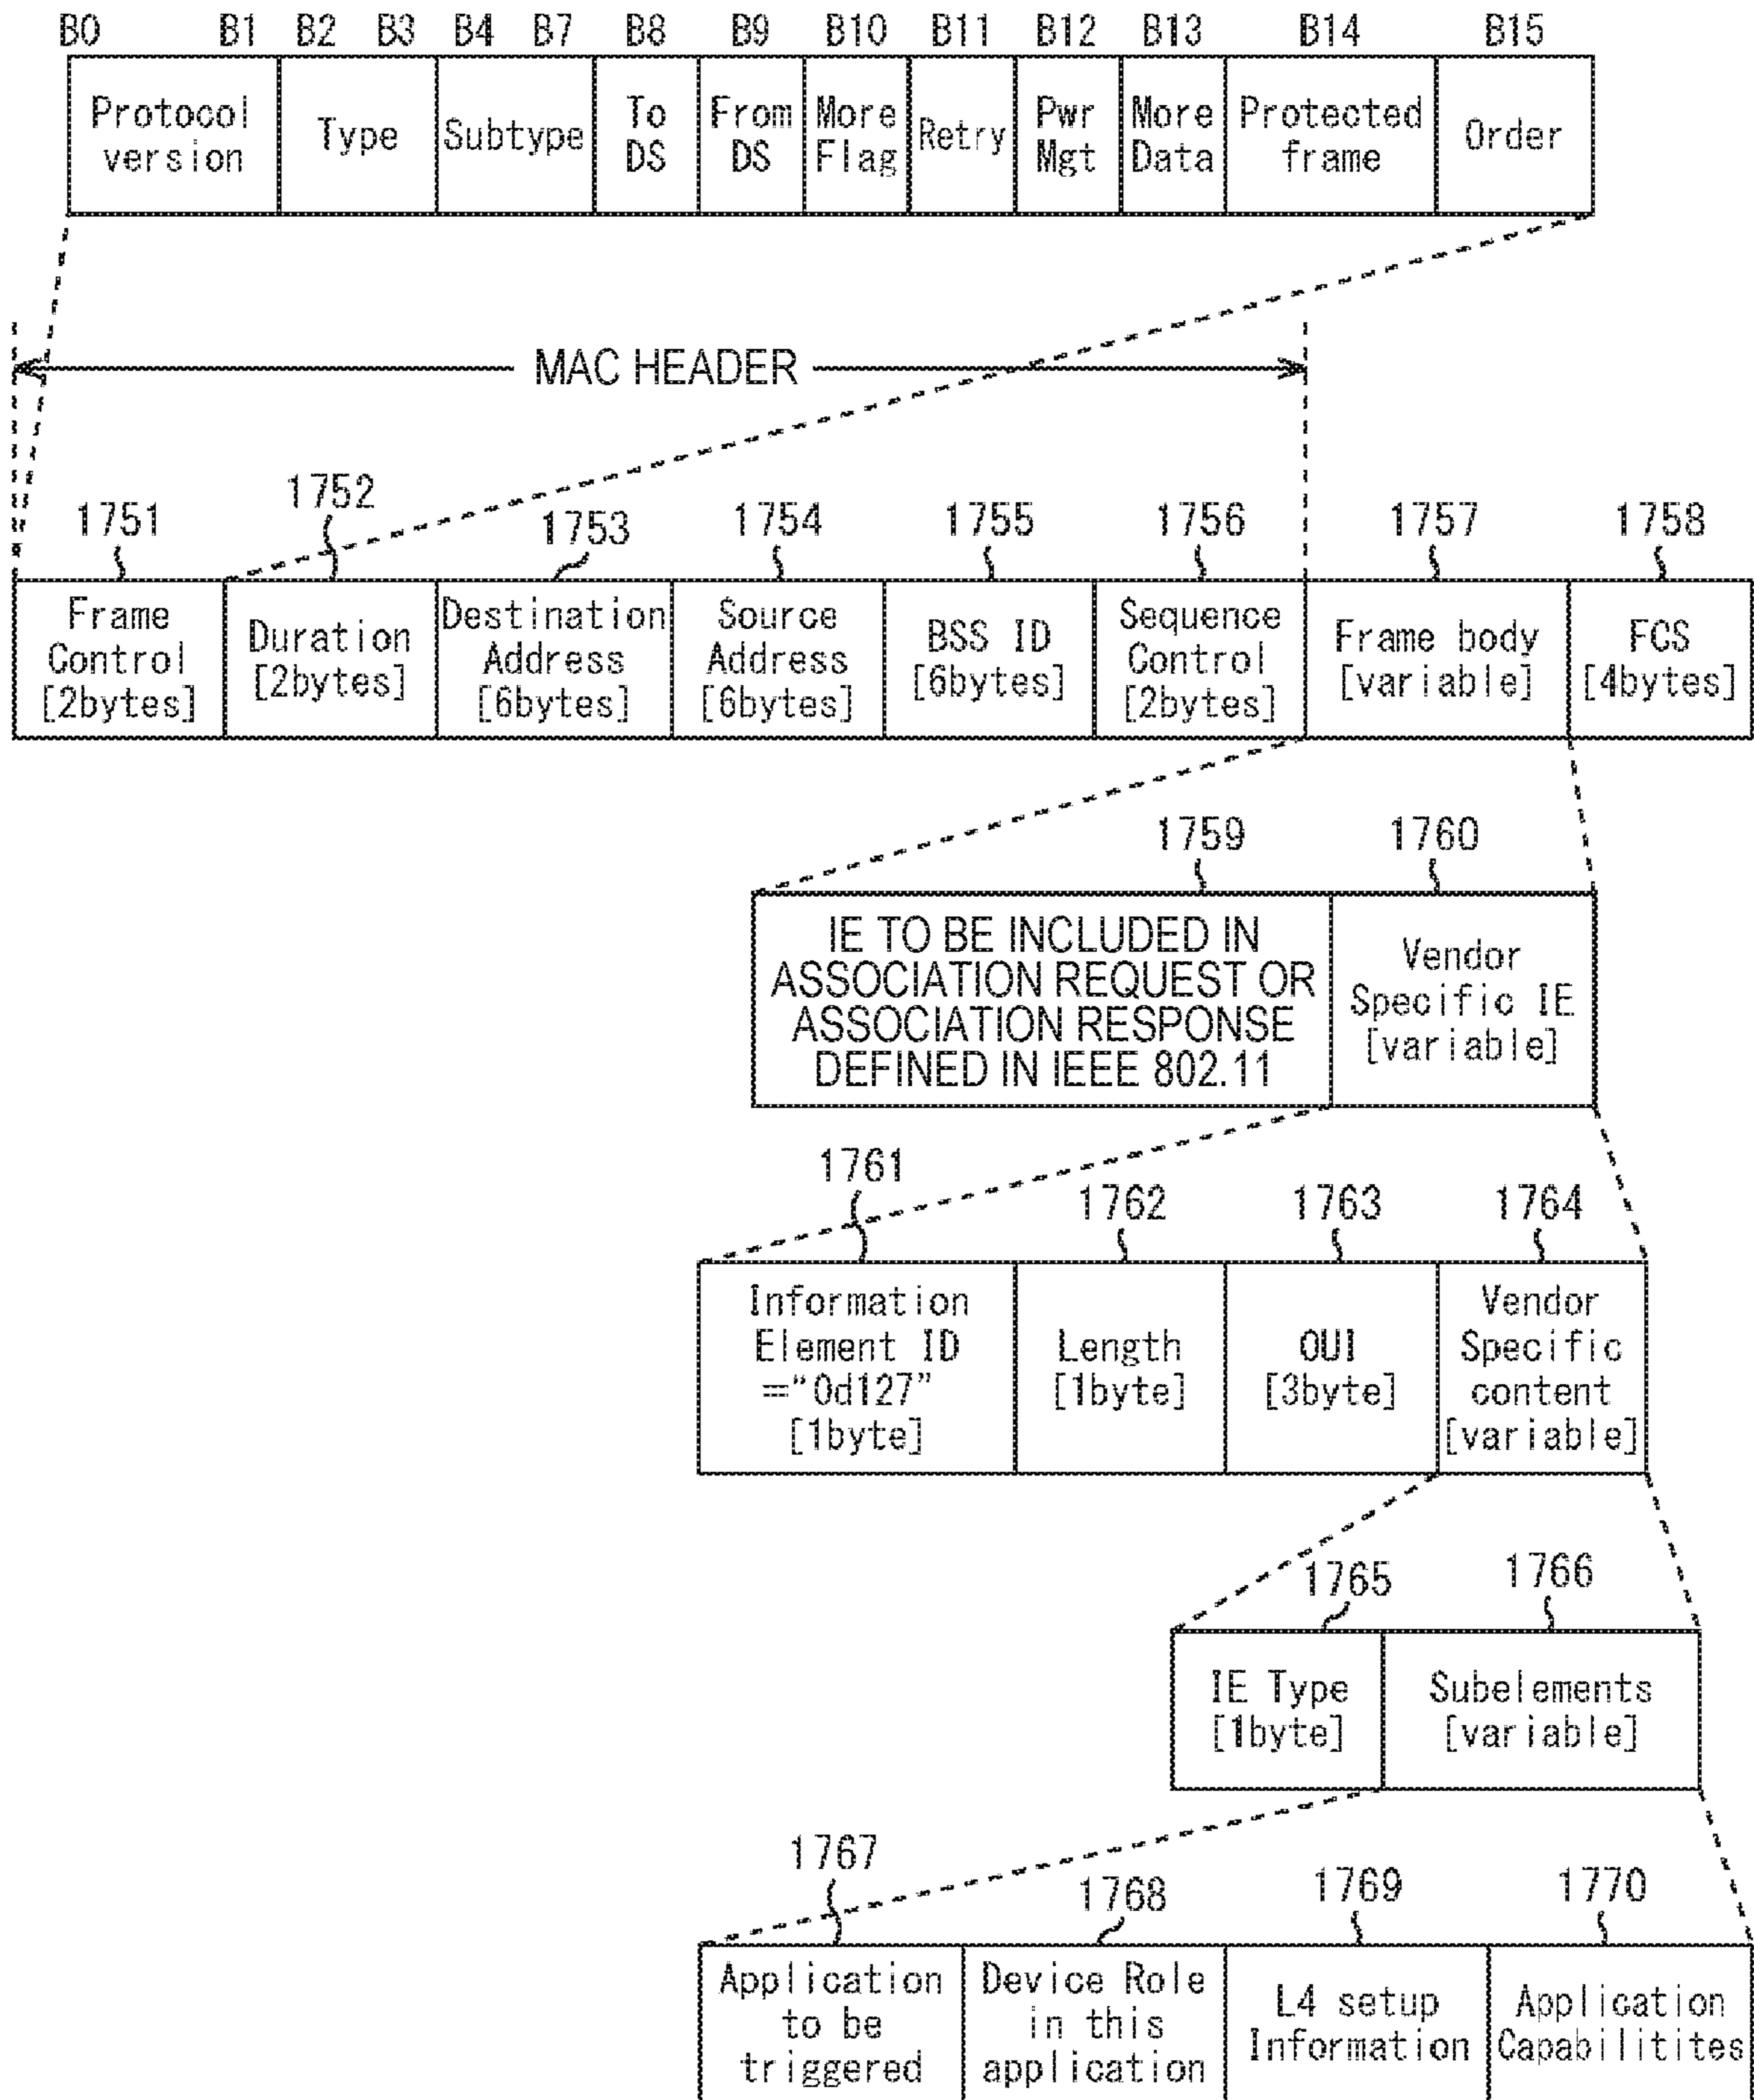 B0 B1 B2 B3 B4 B7 B8 B9 B10 B11 B12 B13 B14 B15
Protocol
version
Type
Subtype
To
DS
From
DS
More
Flag
Retry
Pwr
Mgt
More
Data
Protected
frame
Order
MAC HEADER
1751
1752
1753
1754
1755
1756
1757
1758
Frame
Control
[2bytes]
Duration
[2bytes]
Destination
Address
[6bytes]
Source
Address
[6bytes]
BSS ID
[6bytes]
Sequence
Control
[2bytes]
Frame body
[variable]
FCS
[4bytes]
1759
1760
IE TO BE INCLUDED IN
ASSOCIATION REQUEST OR
ASSOCIATION RESPONSE
DEFINED IN IEEE 802.11
Vendor
Specific IE
[variable]
1761
1762
1763
1764
Information
Element ID
=“0d127”
[1byte]
Length
[1byte]
OUI
[3byte]
Vendor
Specific
content
[variable]
1765
1766
IE Type
[1byte]
Subelements
[variable]
1767
1768
1769
1770
Application
to be
triggered
Device Role
in this
application
L4 setup
Information
Application
Capabilitites